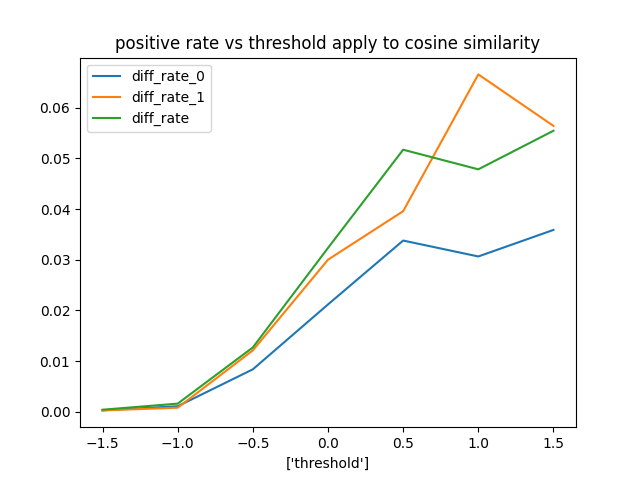 positive rate vs threshold apply to cosine similarity
diff_rate_0
diff_rate_1
diff_rate
0.06
0.05
0.04
0.03
0.02
0.01
0.00
−1.5 −1.0 −0.5 0.0 0.5 1.0 1.5
['threshold']